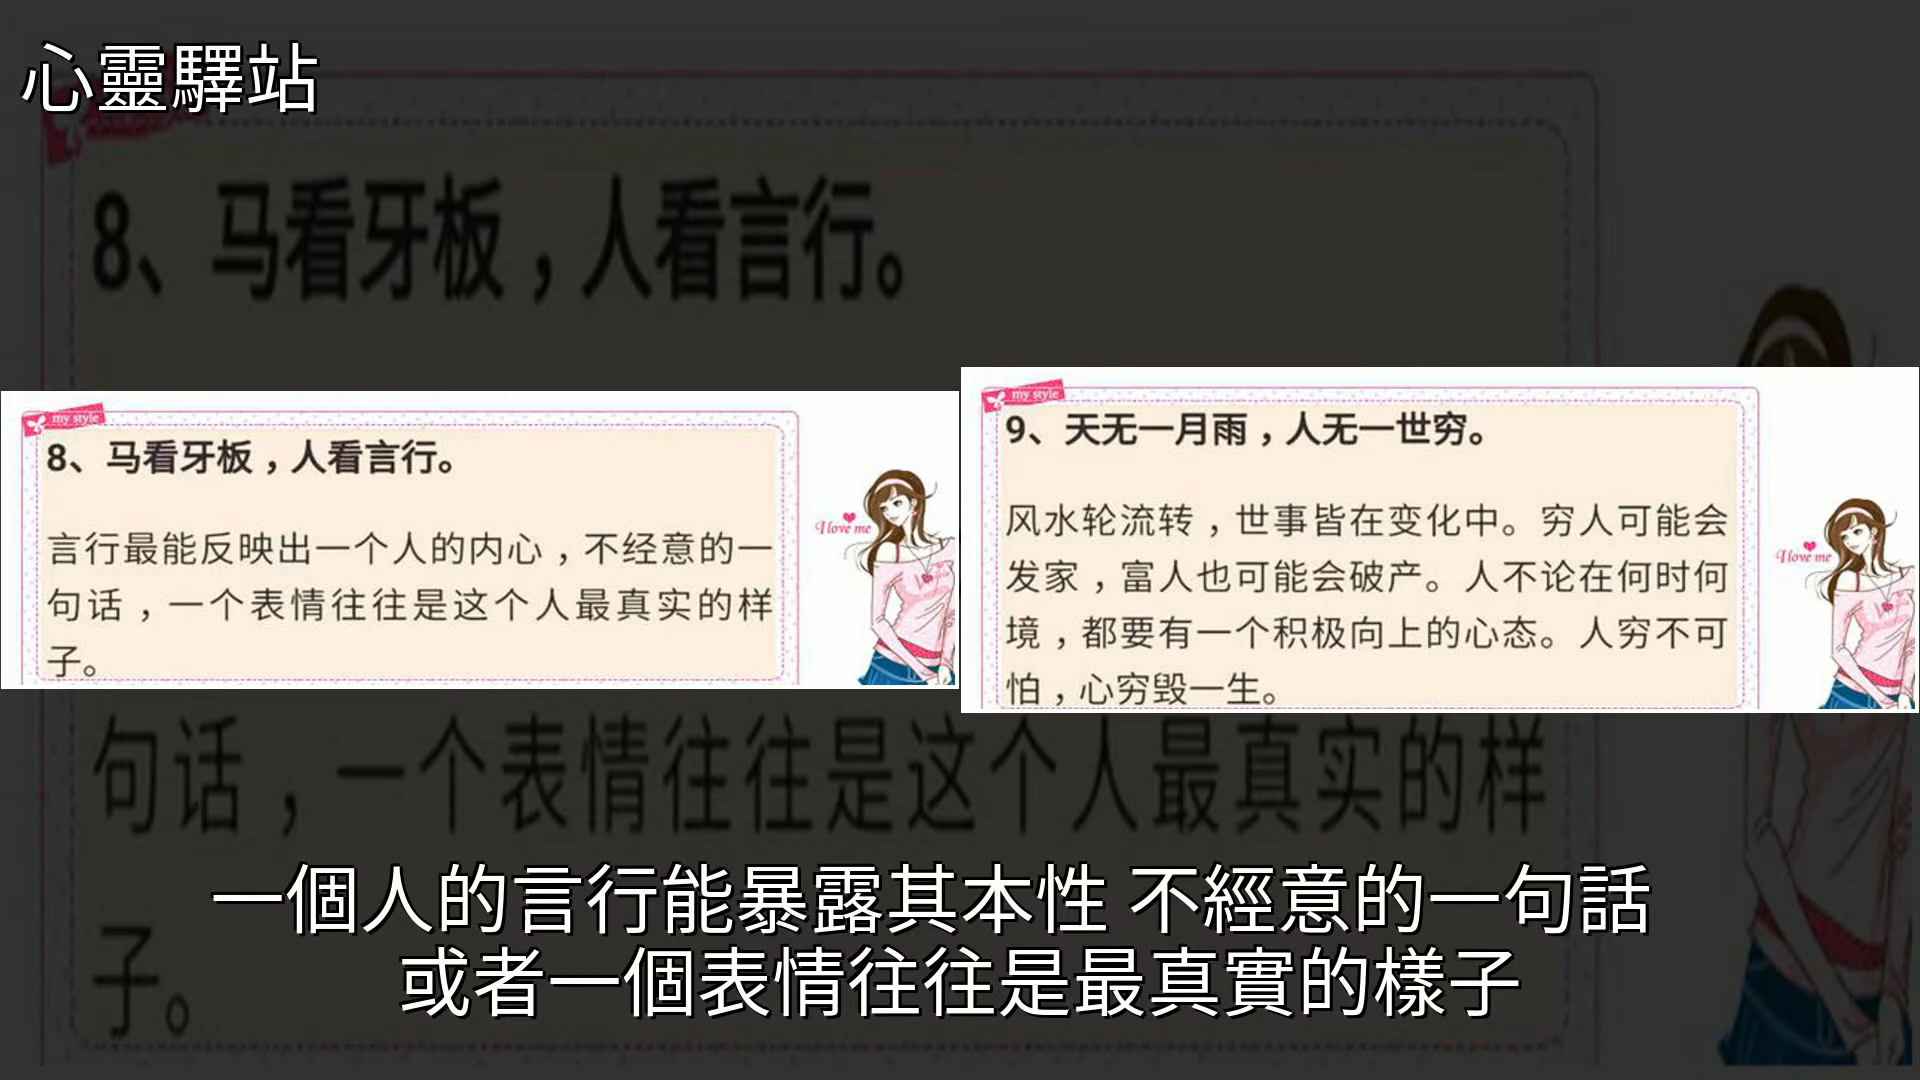 心靈驛站
8、马看牙板，人看言行。
my style
8、马看牙板，人看言行。
言行最能反映出一个人的内心，不经意的一
句话，一个表情往往是这个人最真实的样
子。
I love me
my style
9、天无一月雨，人无一世穷。
风水轮流转，世事皆在变化中。穷人可能会
发家，富人也可能会破产。人不论在何时何
境，都要有一个积极向上的心态。人穷不可
怕，心穷毁一生。
I love me
句话，一个表情往往是这个人最真实的样
子。
一個人的言行能暴露其本性 不經意的一句話
或者一個表情往往是最真實的樣子